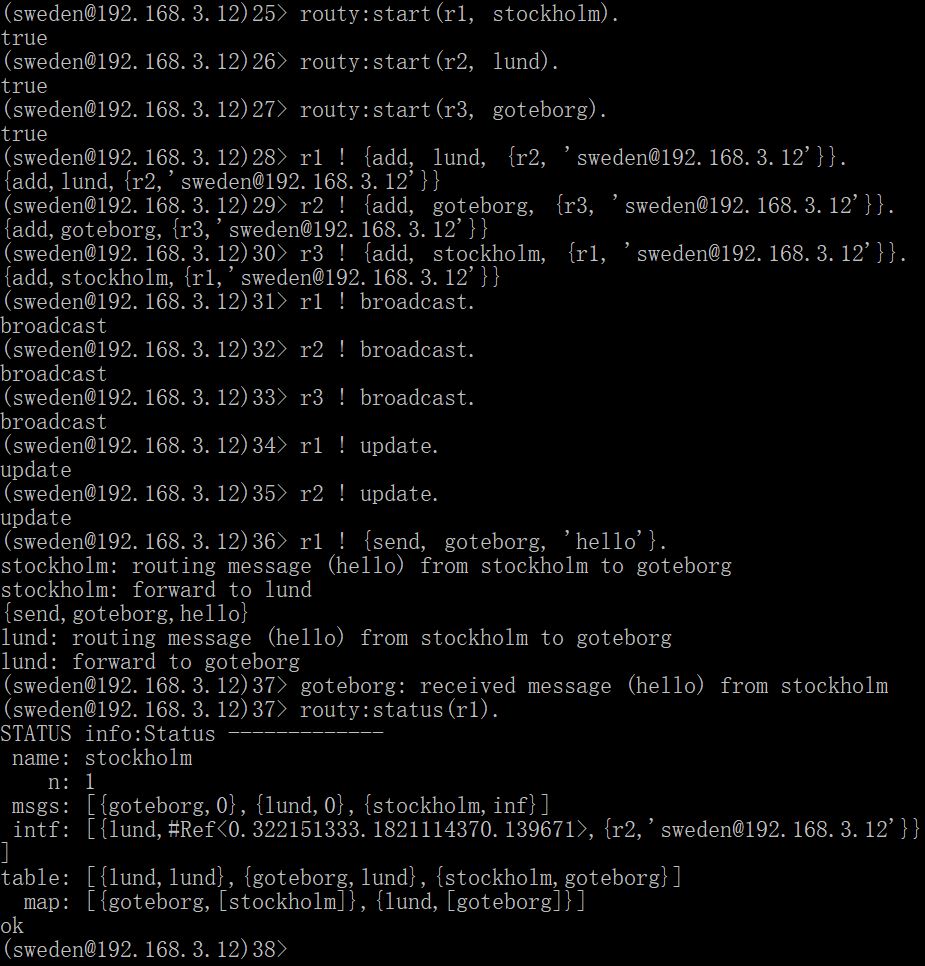 (sweden@192.168.3.12)25> routy:start(r1, stockholm).
true
(sweden@192.168.3.12)26> routy:start(r2, lund).
true
(sweden@192.168.3.12)27> routy:start(r3, goteborg).
true
(sweden@192.168.3.12)28> r1 ! {add, lund, {r2, 'sweden@192.168.3.12'}}.
{add,lund,{r2,'sweden@192.168.3.12'}}
(sweden@192.168.3.12)29> r2 ! {add, goteborg, {r3, 'sweden@192.168.3.12'}}.
{add,goteborg,{r3,'sweden@192.168.3.12'}}
(sweden@192.168.3.12)30> r3 ! {add, stockholm, {r1, 'sweden@192.168.3.12'}}.
{add,stockholm,{r1,'sweden@192.168.3.12'}}
(sweden@192.168.3.12)31> r1 ! broadcast.
broadcast
(sweden@192.168.3.12)32> r2 ! broadcast.
broadcast
(sweden@192.168.3.12)33> r3 ! broadcast.
broadcast
(sweden@192.168.3.12)34> r1 ! update.
update
(sweden@192.168.3.12)35> r2 ! update.
update
(sweden@192.168.3.12)36> r1 ! {send, goteborg, 'hello'}.
stockholm: routing message (hello) from stockholm to goteborg
stockholm: forward to lund
{send,goteborg,hello}
lund: routing message (hello) from stockholm to goteborg
lund: forward to goteborg
(sweden@192.168.3.12)37> goteborg: received message (hello) from stockholm
(sweden@192.168.3.12)37> routy:status(r1).
STATUS info:Status -------------
name: stockholm
n: 1
msgs: [{goteborg,0},{lund,0},{stockholm,inf}]
intf: [{lund,#Ref<0.322151333.1821114370.139671>,{r2,'sweden@192.168.3.12'}}
]
table: [{lund,lund},{goteborg,lund},{stockholm,goteborg}]
map: [{goteborg,[stockholm]},{lund,[goteborg]}]
ok
(sweden@192.168.3.12)38>